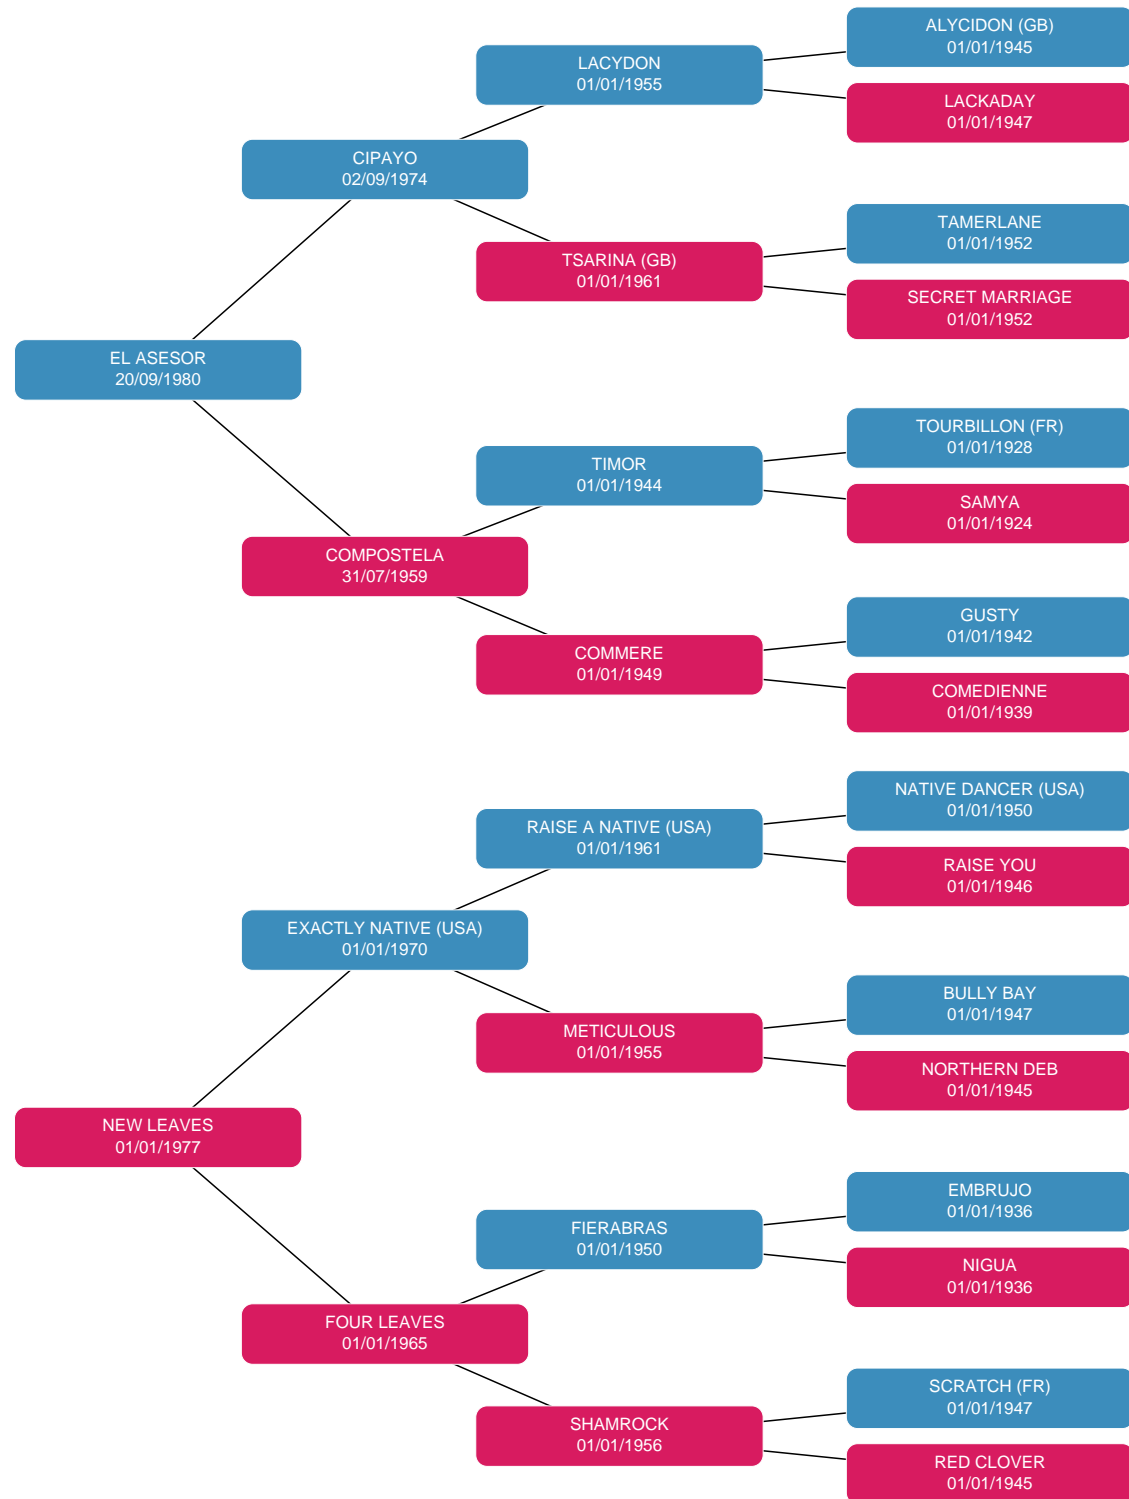 ALYCIDON (GB)
01/01/1945
LACYDON
01/01/1955
LACKADAY
01/01/1947
CIPAYO
02/09/1974
TAMERLANE
01/01/1952
TSARINA (GB)
01/01/1961
SECRET MARRIAGE
01/01/1952
EL ASESOR
20/09/1980
TOURBILLON (FR)
01/01/1928
TIMOR
01/01/1944
SAMYA
01/01/1924
COMPOSTELA
31/07/1959
GUSTY
01/01/1942
COMMERE
01/01/1949
COMEDIENNE
01/01/1939
NATIVE DANCER (USA)
01/01/1950
RAISE A NATIVE (USA)
01/01/1961
RAISE YOU
01/01/1946
EXACTLY NATIVE (USA)
01/01/1970
BULLY BAY
01/01/1947
METICULOUS
01/01/1955
NORTHERN DEB
01/01/1945
NEW LEAVES
01/01/1977
EMBRUJO
01/01/1936
FIERABRAS
01/01/1950
NIGUA
01/01/1936
FOUR LEAVES
01/01/1965
SCRATCH (FR)
01/01/1947
SHAMROCK
01/01/1956
RED CLOVER
01/01/1945